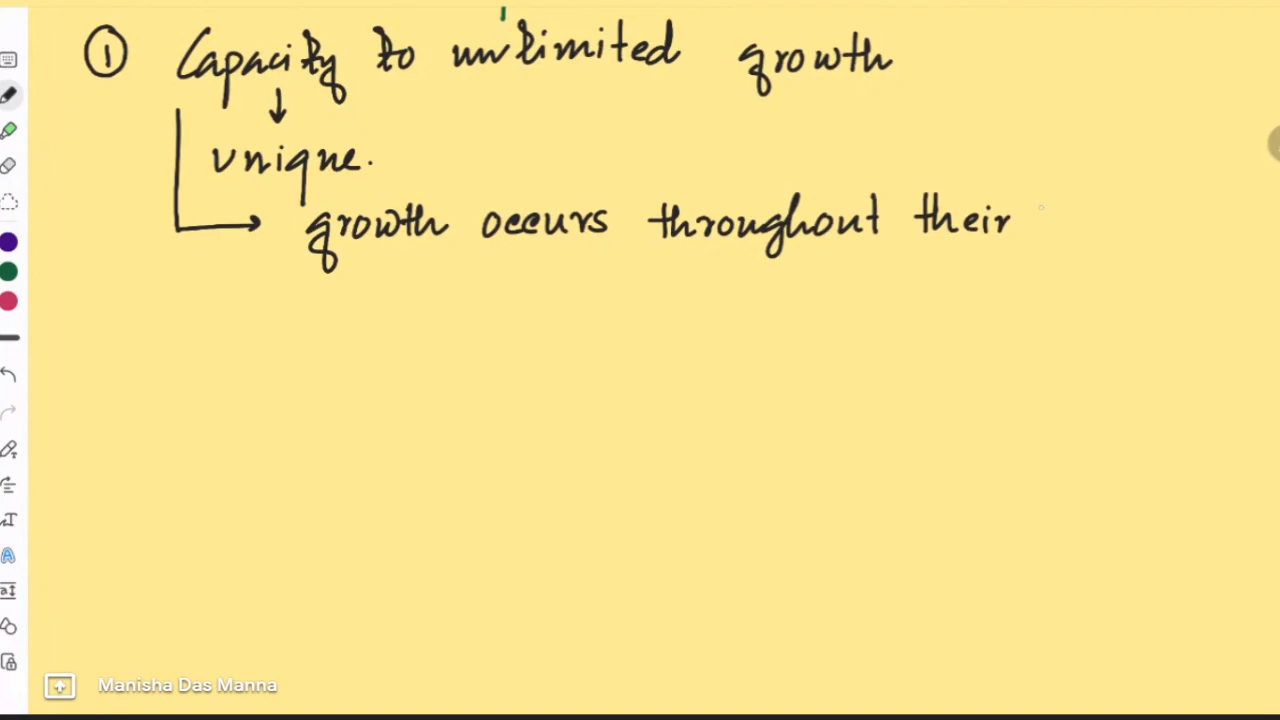 ① Capacity to unlimited growth
↓
unique.
→ growth occurs throughout their
Manisha Das Manna